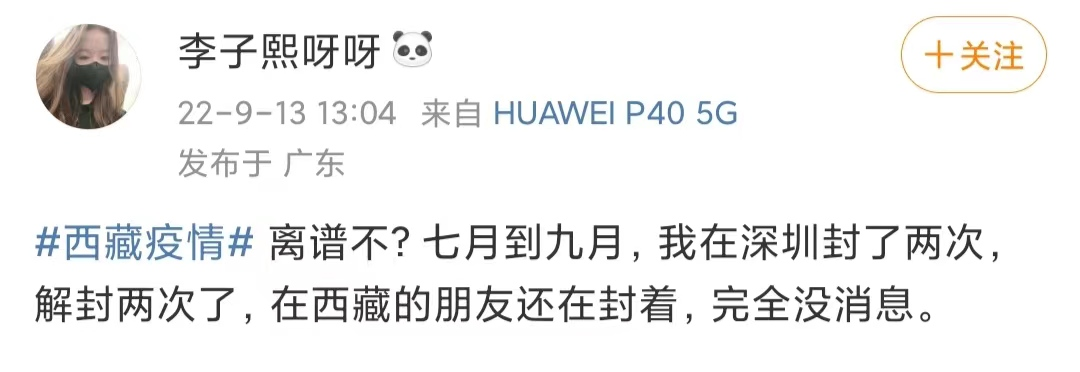 李子熙呀呀🐼
+关注
22-9-13 13:04 来自 HUAWEI P40 5G
发布于 广东
#西藏疫情# 离谱不？七月到九月，我在深圳封了两次，
解封两次了，在西藏的朋友还在封着，完全没消息。